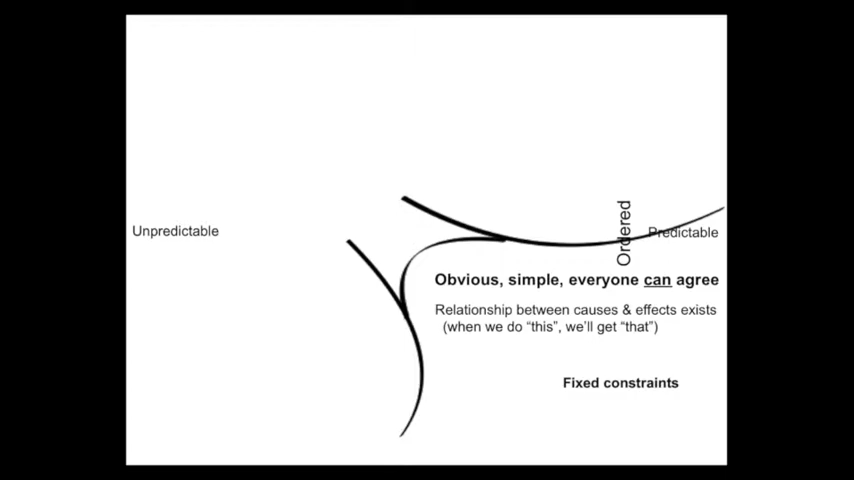 Unpredictable
Ordered
Predictable
Obvious, simple, everyone can agree
Relationship between causes & effects exists
(when we do “this”, we’ll get “that”)
Fixed constraints